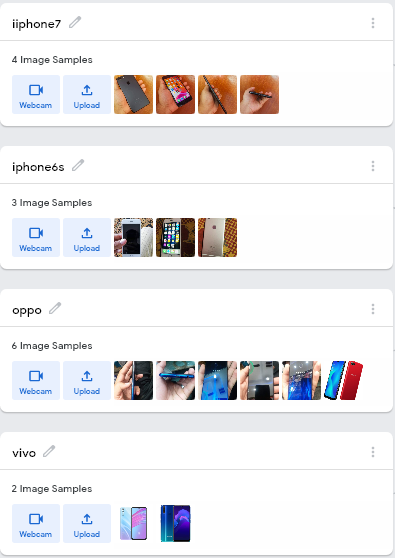 iiphone7
4 Image Samples
Webcam Upload
iphone6s
3 Image Samples
Webcam Upload
oppo
6 Image Samples
Webcam Upload
vivo
2 Image Samples
Webcam Upload